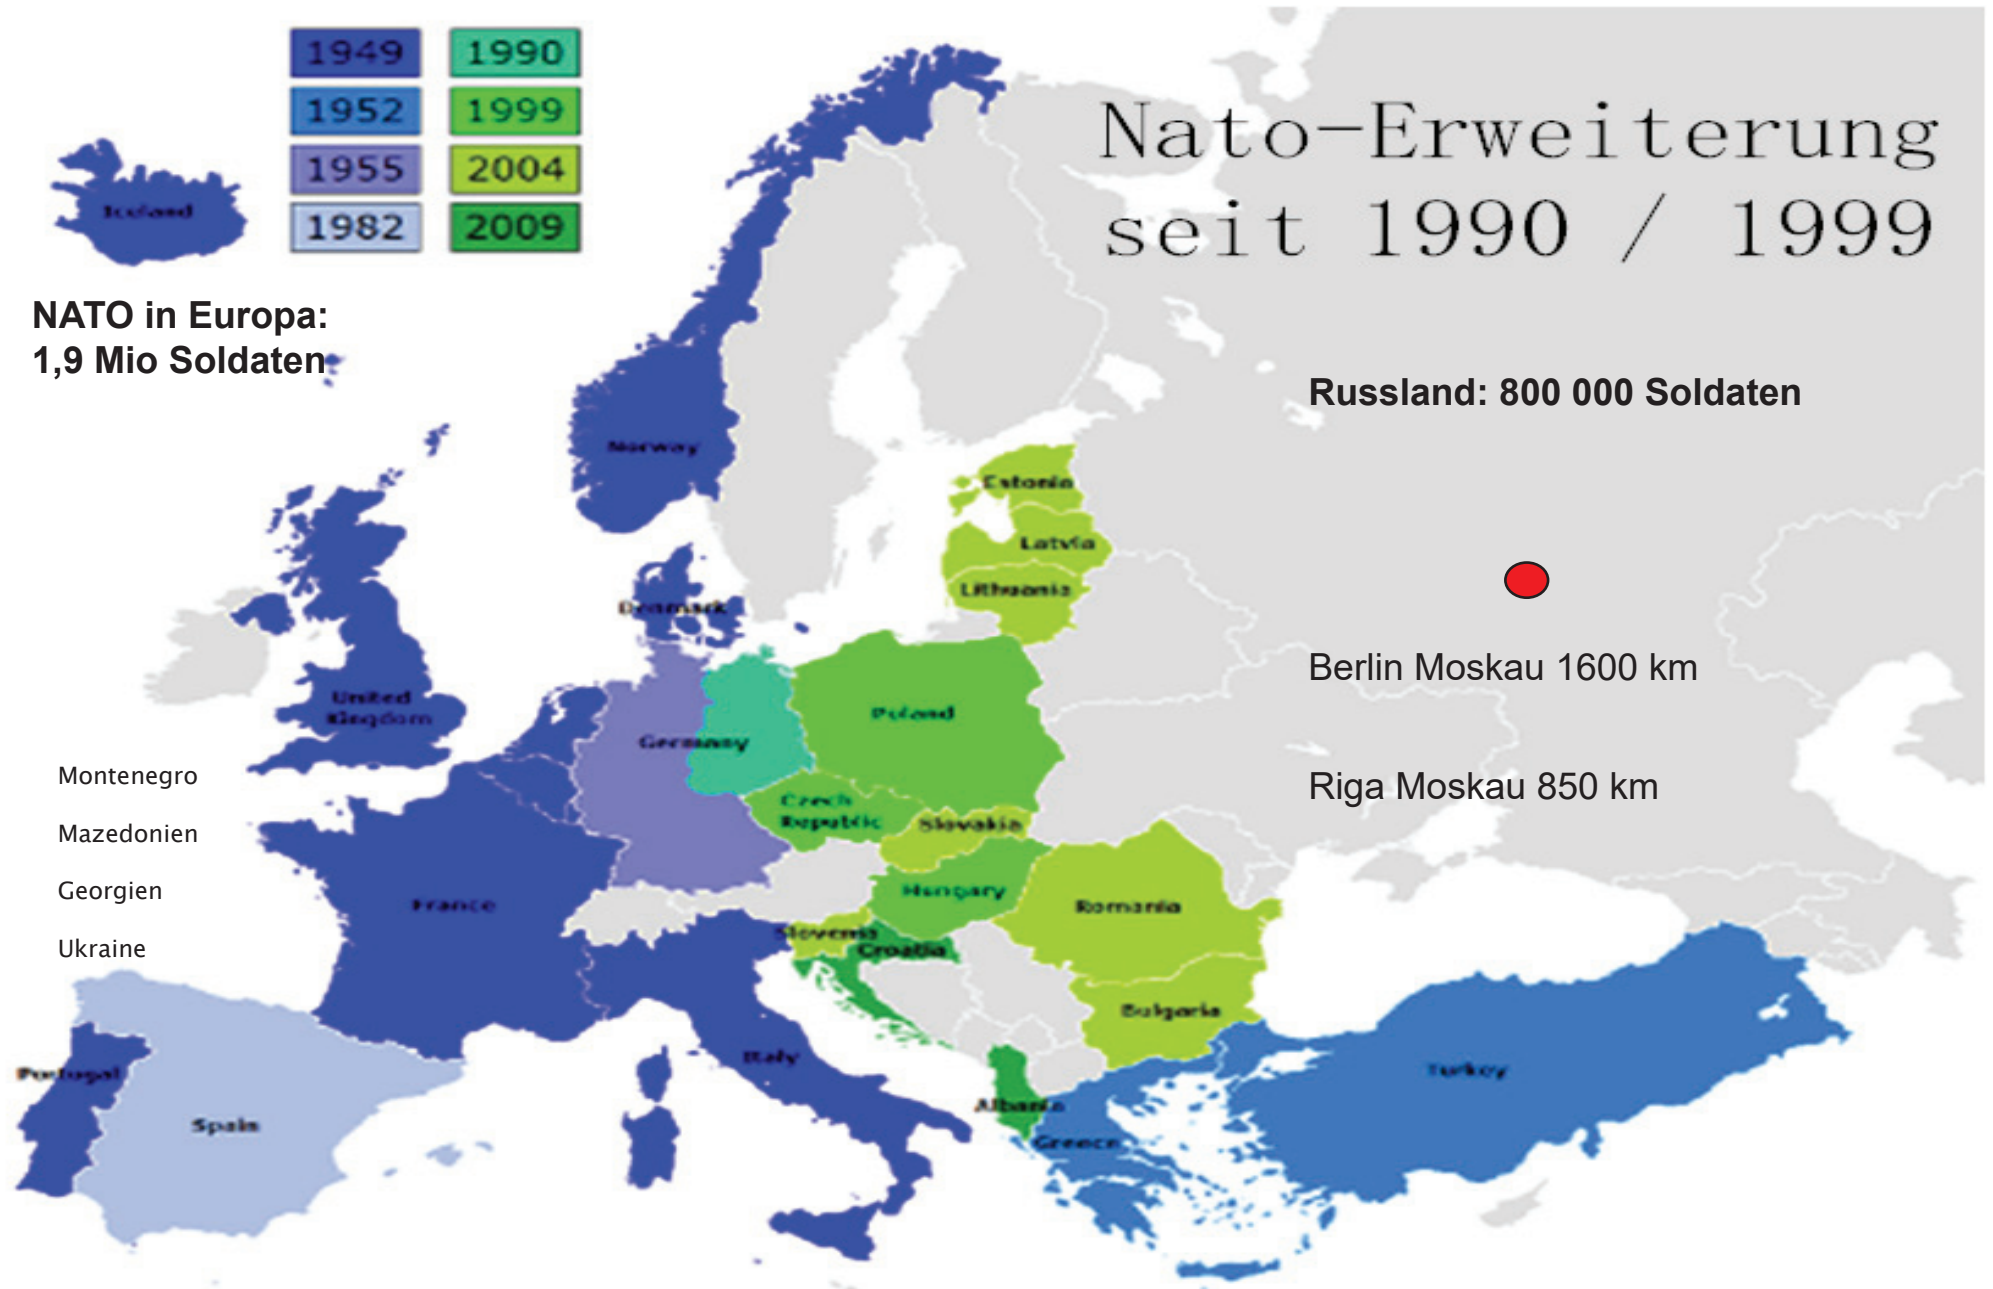 1949
1990
1952
1999
1955
2004
1982
2009
Nato-Erweiterung
seit 1990 / 1999
Iceland
NATO in Europa:
1,9 Mio Soldaten
Russland: 800 000 Soldaten
Norway
Estonia
Latvia
Lithuania
Denmark
Berlin Moskau 1600 km
United
Kingdom
Poland
Germany
Montenegro
Riga Moskau 850 km
Czech
Republic
Slovakia
Mazedonien
Georgien
Hungary
France
Romania
Slovenia
Croatia
Ukraine
Bulgaria
Italy
Portugal
Turkey
Albania
Spain
Greece